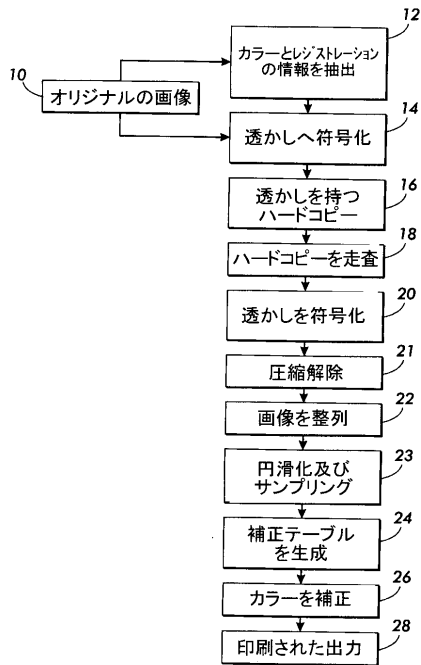 10
オリジナルの画像
12
カラーとレジストレーション
の情報を抽出
14
透かしへ符号化
16
透かしを持つ
ハードコピー
18
ハードコピーを走査
20
透かしを符号化
21
圧縮解除
22
画像を整列
23
円滑化及び
サンプリング
24
補正テーブル
を生成
26
カラーを補正
28
印刷された出力